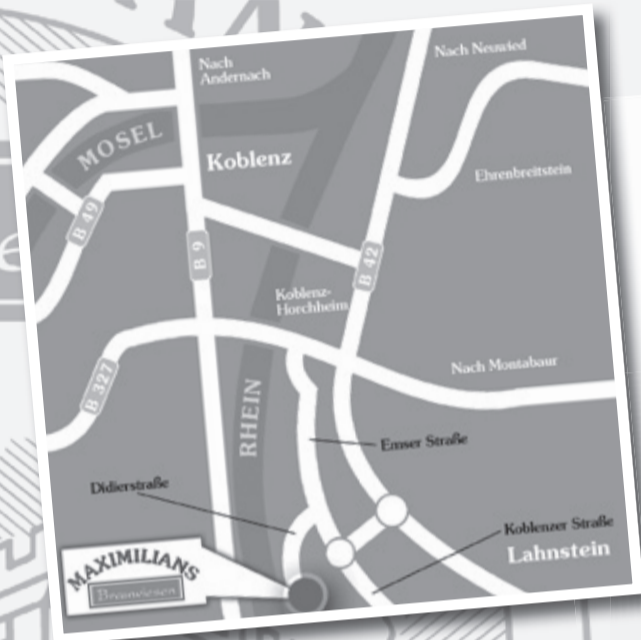 Nach
Andernach
Nach Neuwied
MOSEL
Koblenz
Ehrenbreitstein
B 49
B 9
B 42
Koblenz-
Horchheim
Nach Montabaur
B 327
RHEIN
Emser Straße
Didierstraße
Koblenzer Straße
Lahnstein
MAXIMILIANS
Brauwiesen